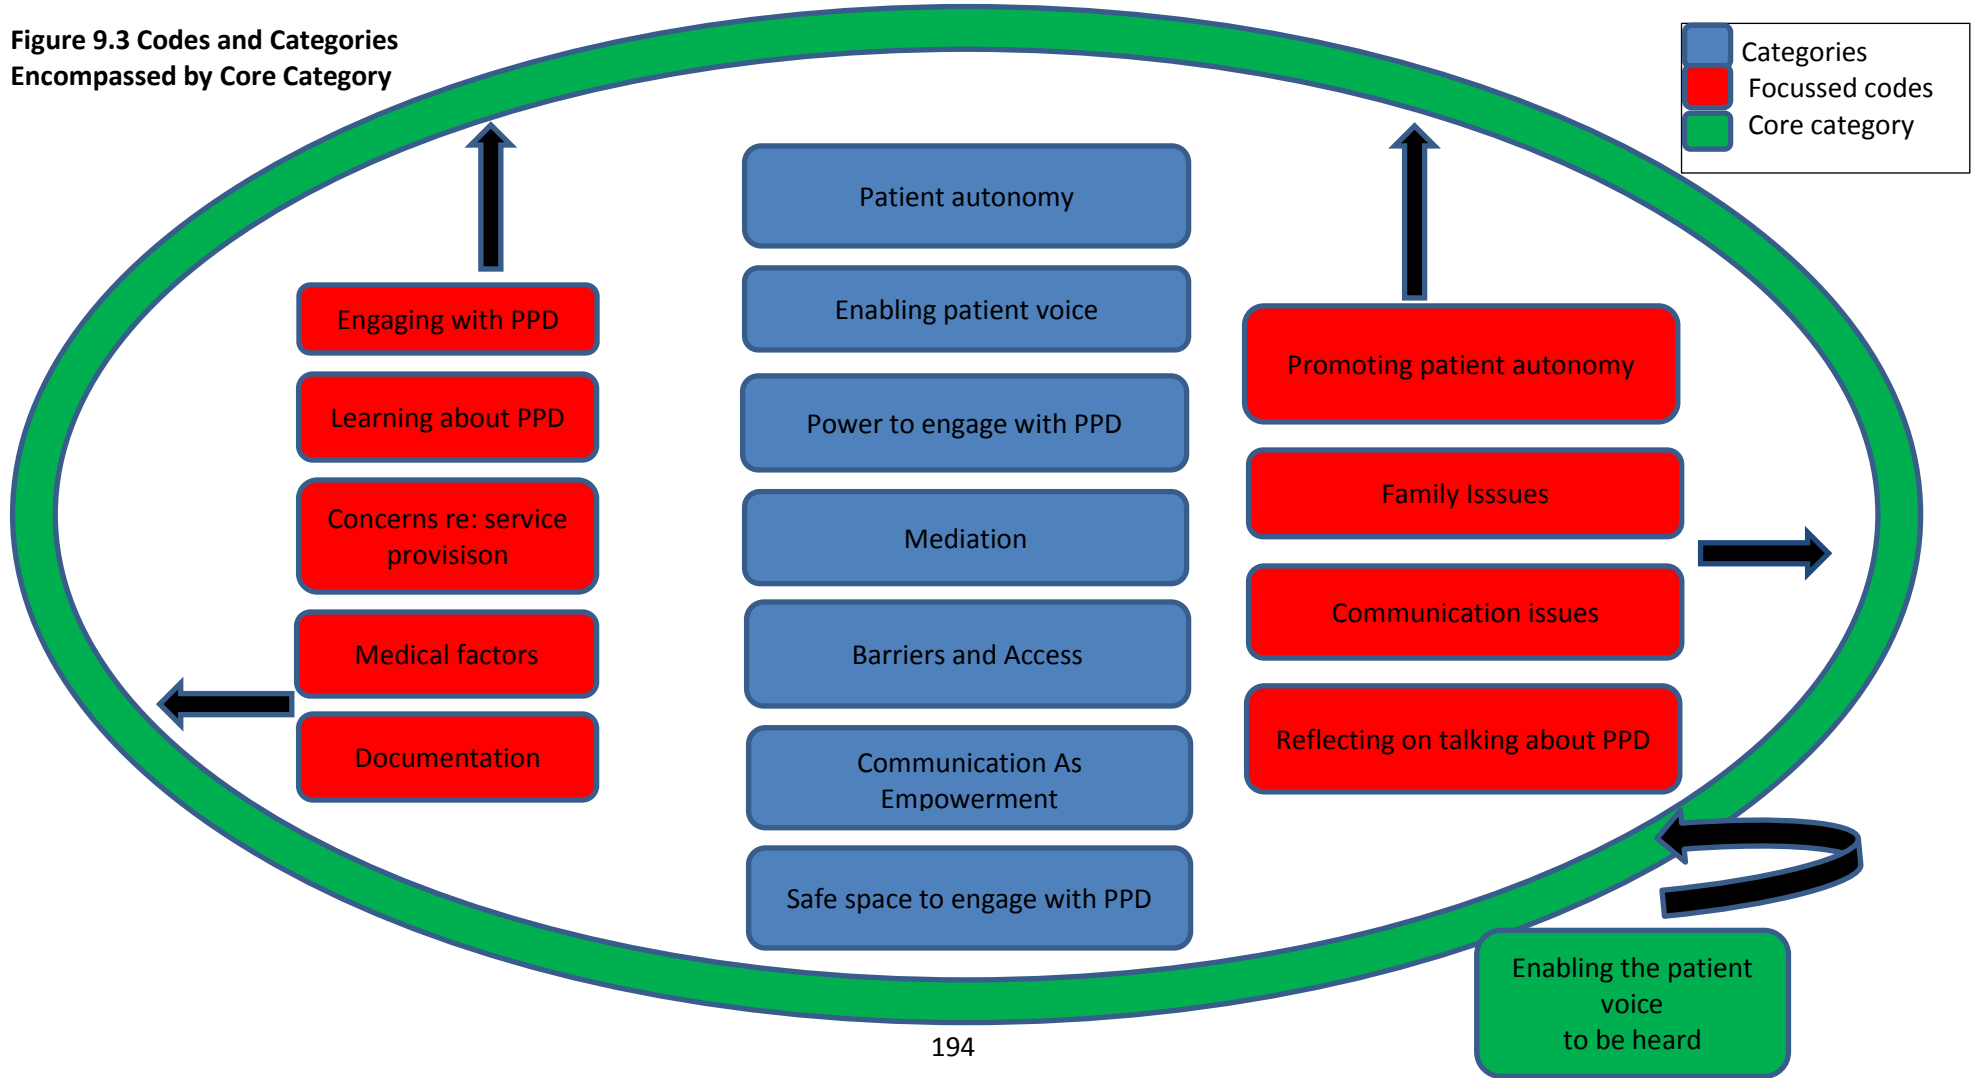 Figure 9.3 Codes and Categories
Encompassed by Core Category
Categories
Focussed codes
Core category
Engaging with PPD
Learning about PPD
Concerns re: service
provisison
Medical factors
Documentation
Patient autonomy
Enabling patient voice
Power to engage with PPD
Mediation
Barriers and Access
Communication As
Empowerment
Safe space to engage with PPD
Promoting patient autonomy
Family Isssues
Communication issues
Reflecting on talking about PPD
Enabling the patient
voice
to be heard
194